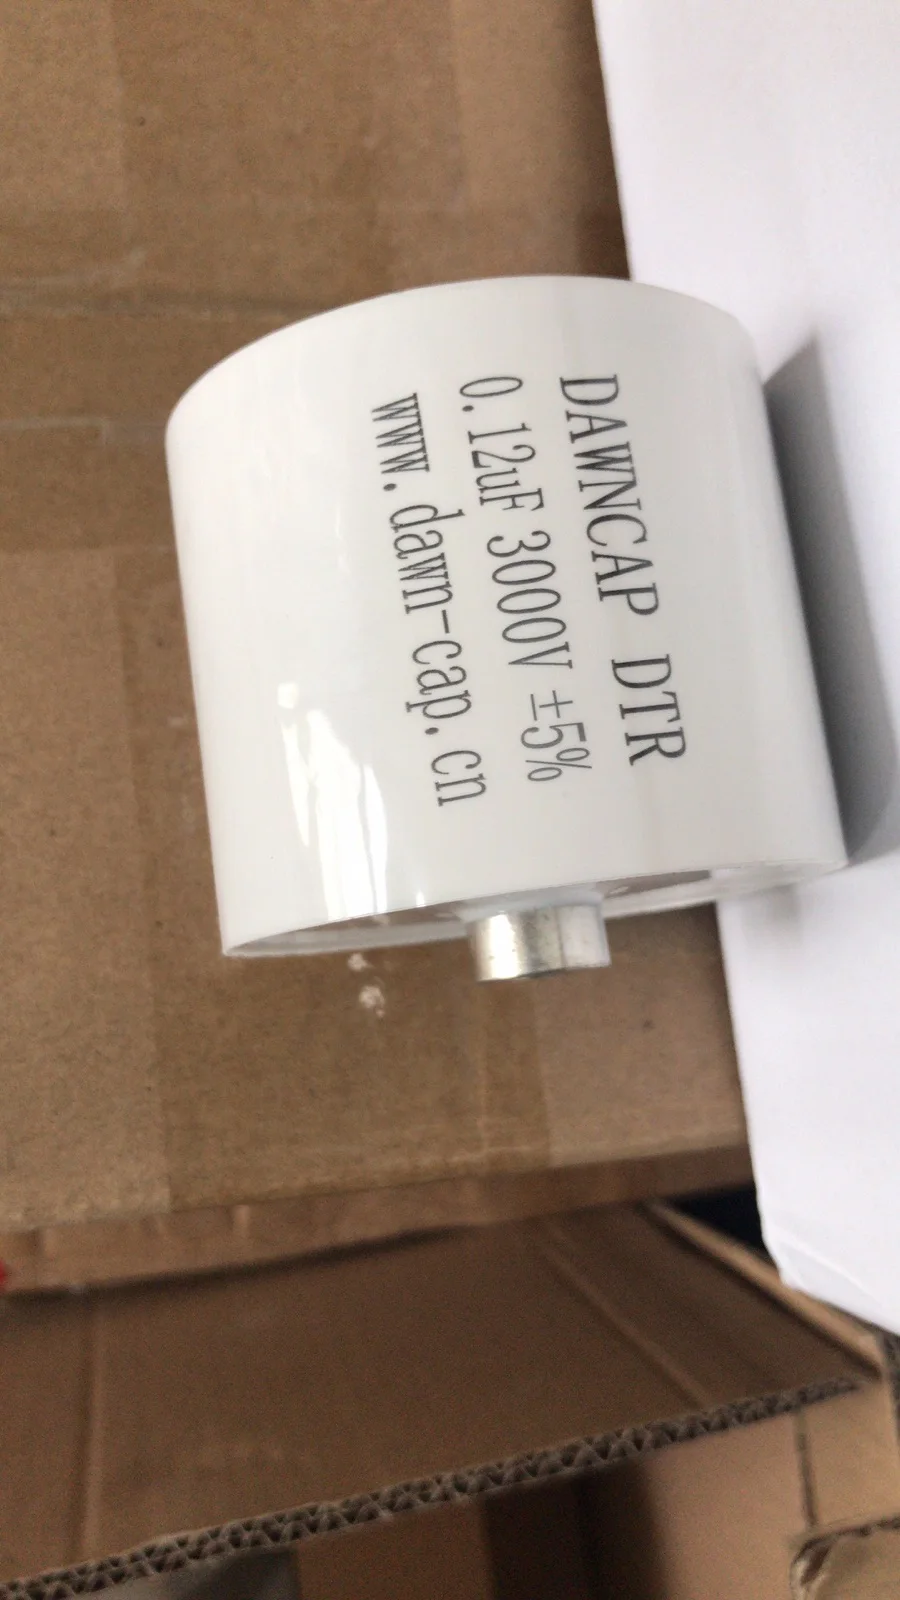 DAWNCAP DTR
0.12uF 3000V ±5%
www.dawn-cap.cn